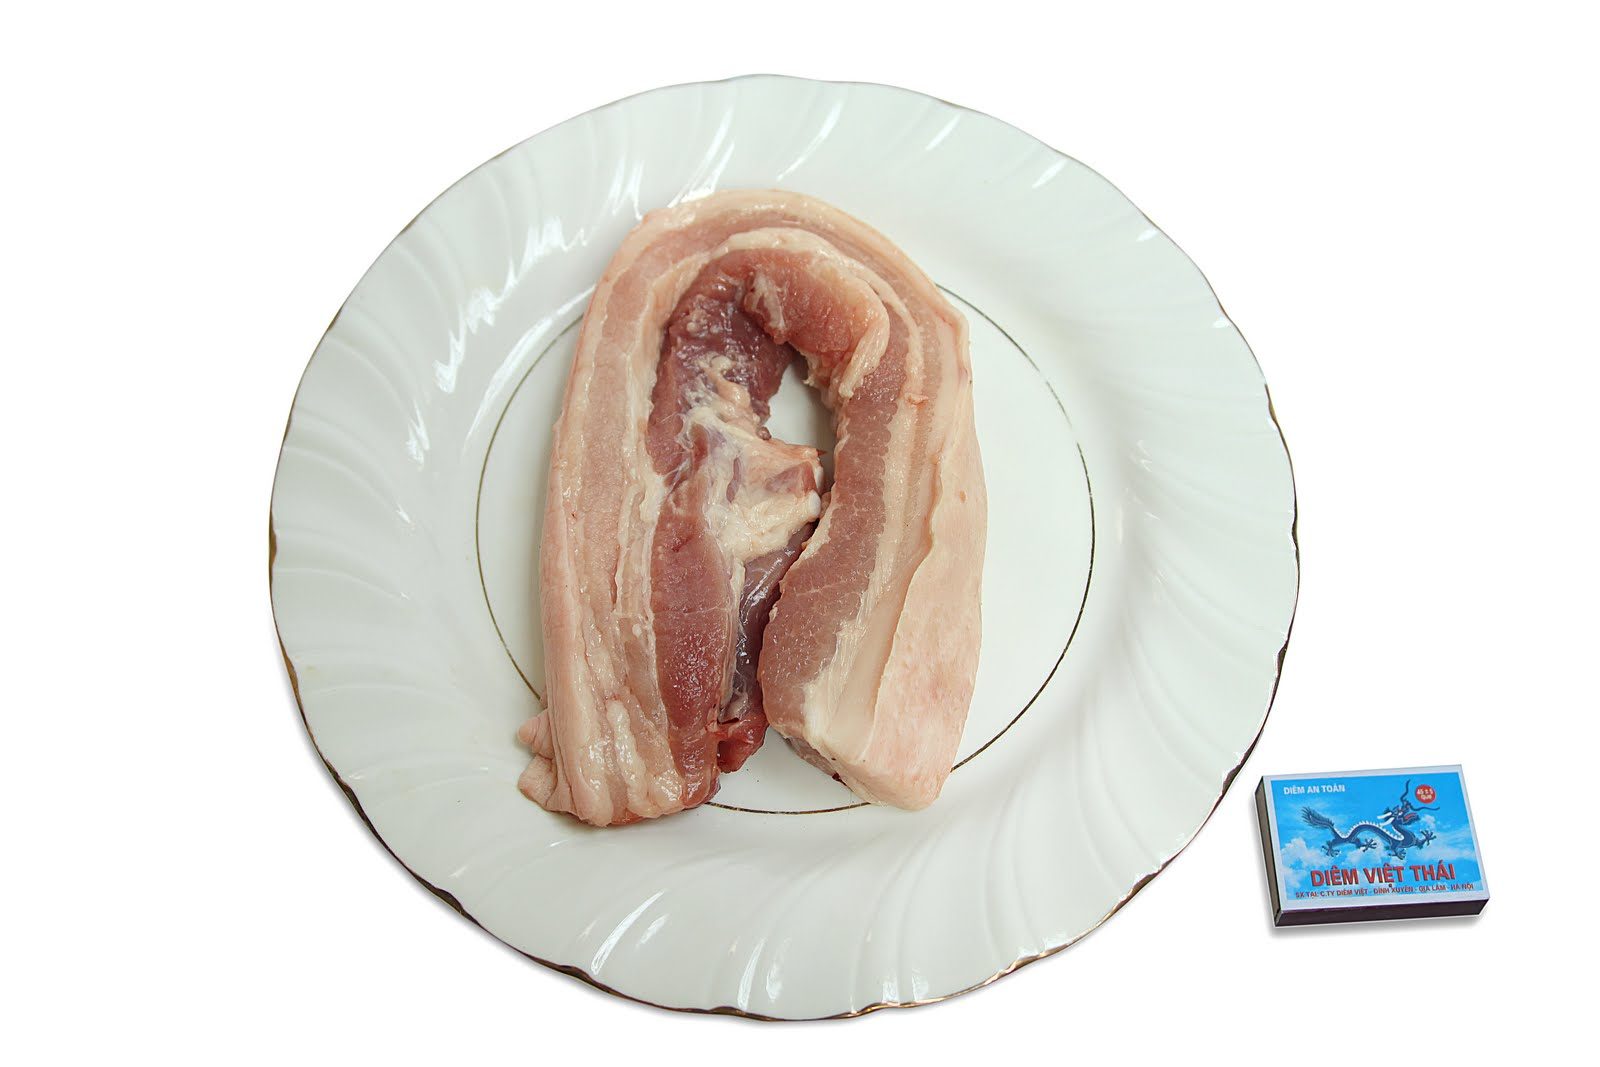 DIÊM AN TOÀN
DIÊM VIỆT THÁI
SX TẠI C.TY DIÊM VIỆT - ĐÌNH XUYÊN - GIA LÂM - HÀ NỘI